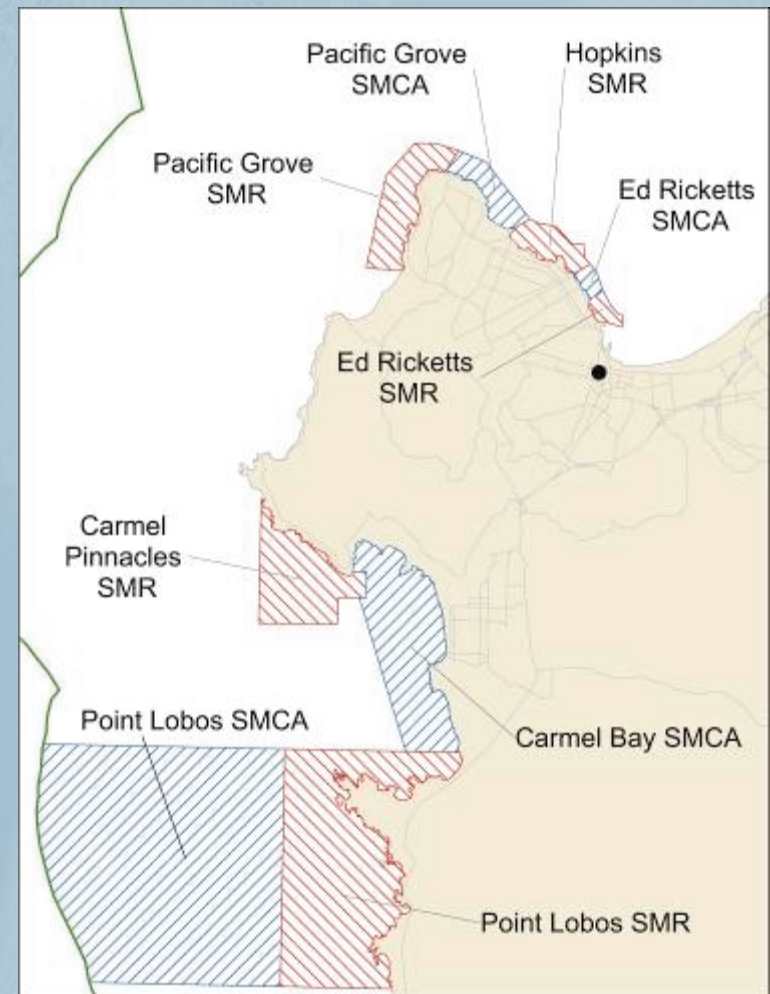 Pacific Grove
SMCA
Hopkins
SMR
Pacific Grove
SMR
Ed Ricketts
SMCA
Ed Ricketts
SMR
Carmel
Pinnacles
SMR
Point Lobos SMCA
Carmel Bay SMCA
Point Lobos SMR